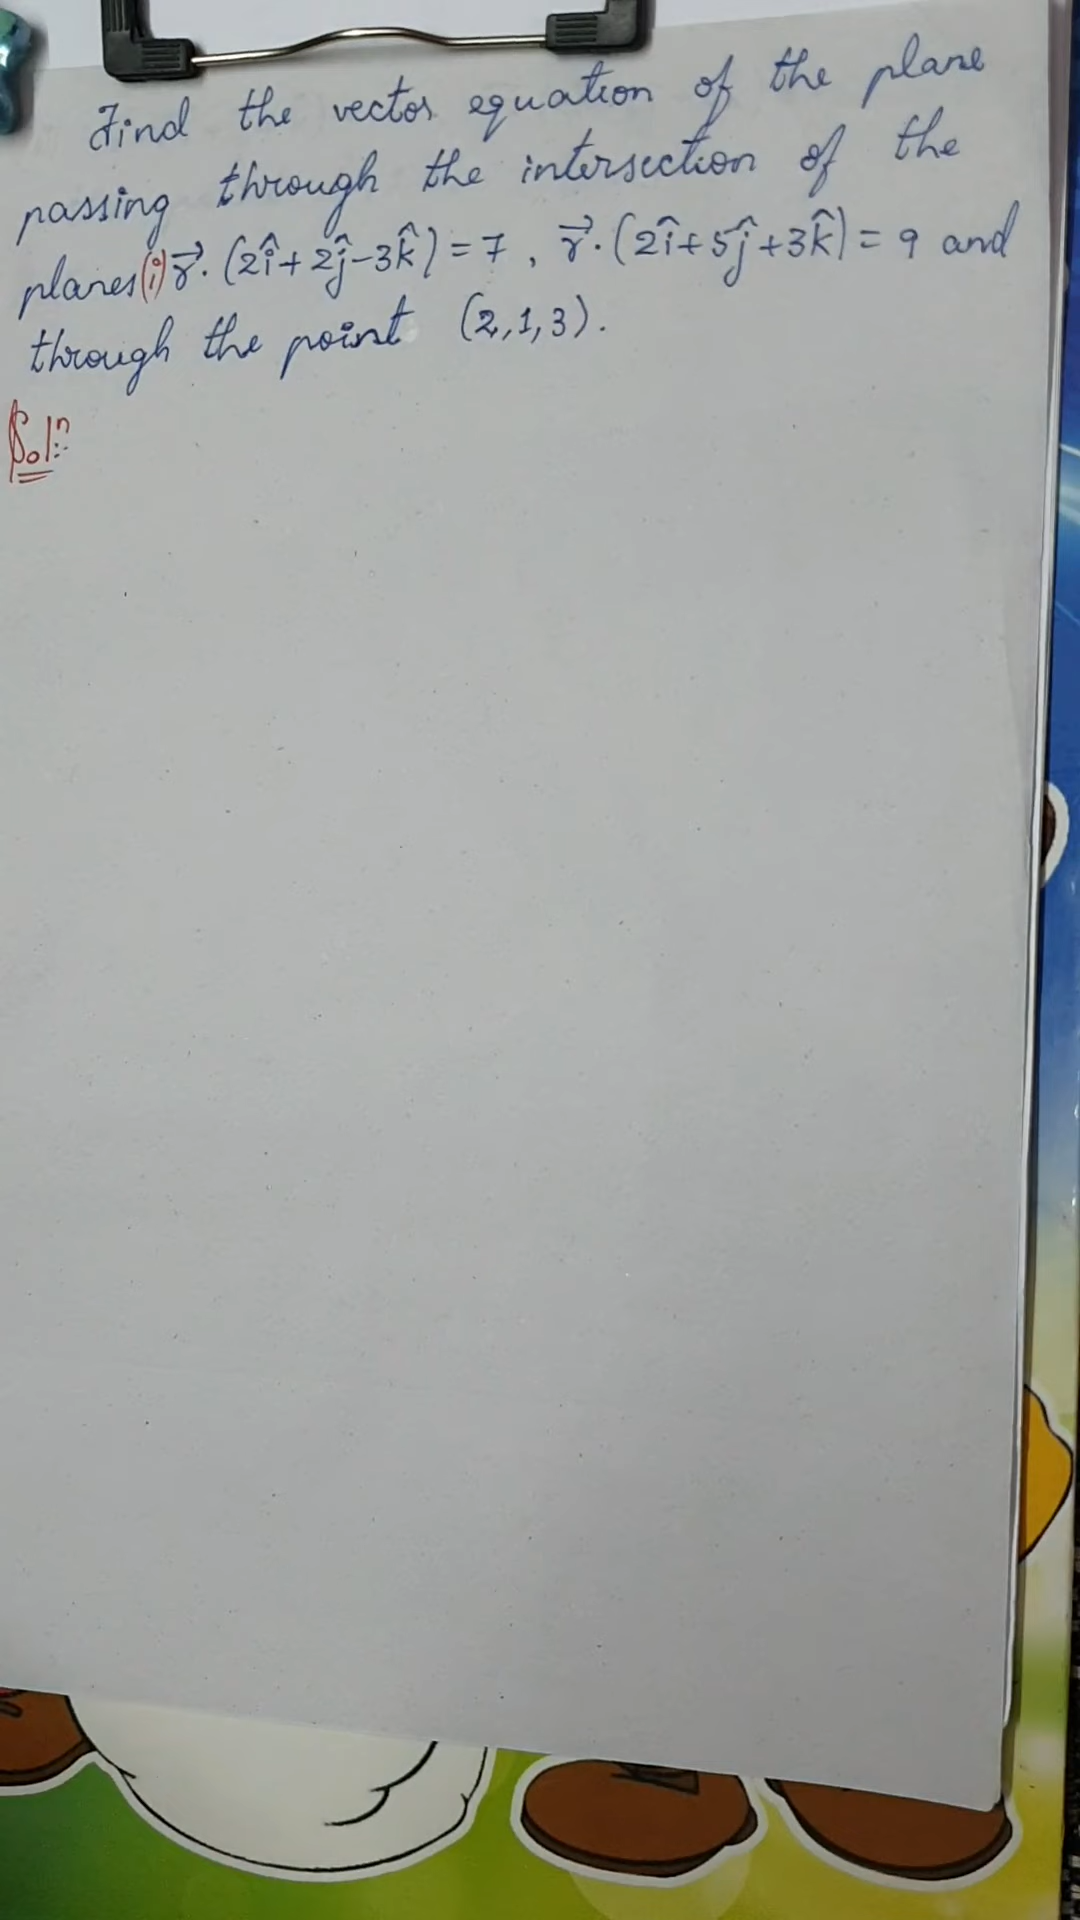 Find the vector equation of the plane
passing through the intersection of the
planes (i) r⃗. (2î + 2ĵ - 3k̂) = 7 , r⃗. (2î + 5ĵ + 3k̂) = 9 and
through the point (2,1,3).
Solⁿ: